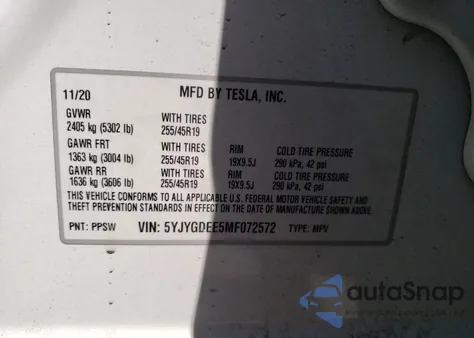 11/20 MFD BY TESLA, INC.
GVWR WITH TIRES
2405 kg (5302 lb) 255/45R19
GAWR FRT WITH TIRES RIM COLD TIRE PRESSURE
1363 kg (3004 lb) 255/45R19 19X9.5J 290 kPa, 42 psi
GAWR RR WITH TIRES RIM COLD TIRE PRESSURE
1636 kg (3606 lb) 255/45R19 19X9.5J 290 kPa, 42 psi
THIS VEHICLE CONFORMS TO ALL APPLICABLE U.S. FEDERAL MOTOR VEHICLE SAFETY AND
THEFT PREVENTION STANDARDS IN EFFECT ON THE DATE OF MANUFACTURE SHOWN ABOVE.
PNT: PPSW VIN: 5YJYGDEE5MF072572 TYPE: MPV
autoSnap